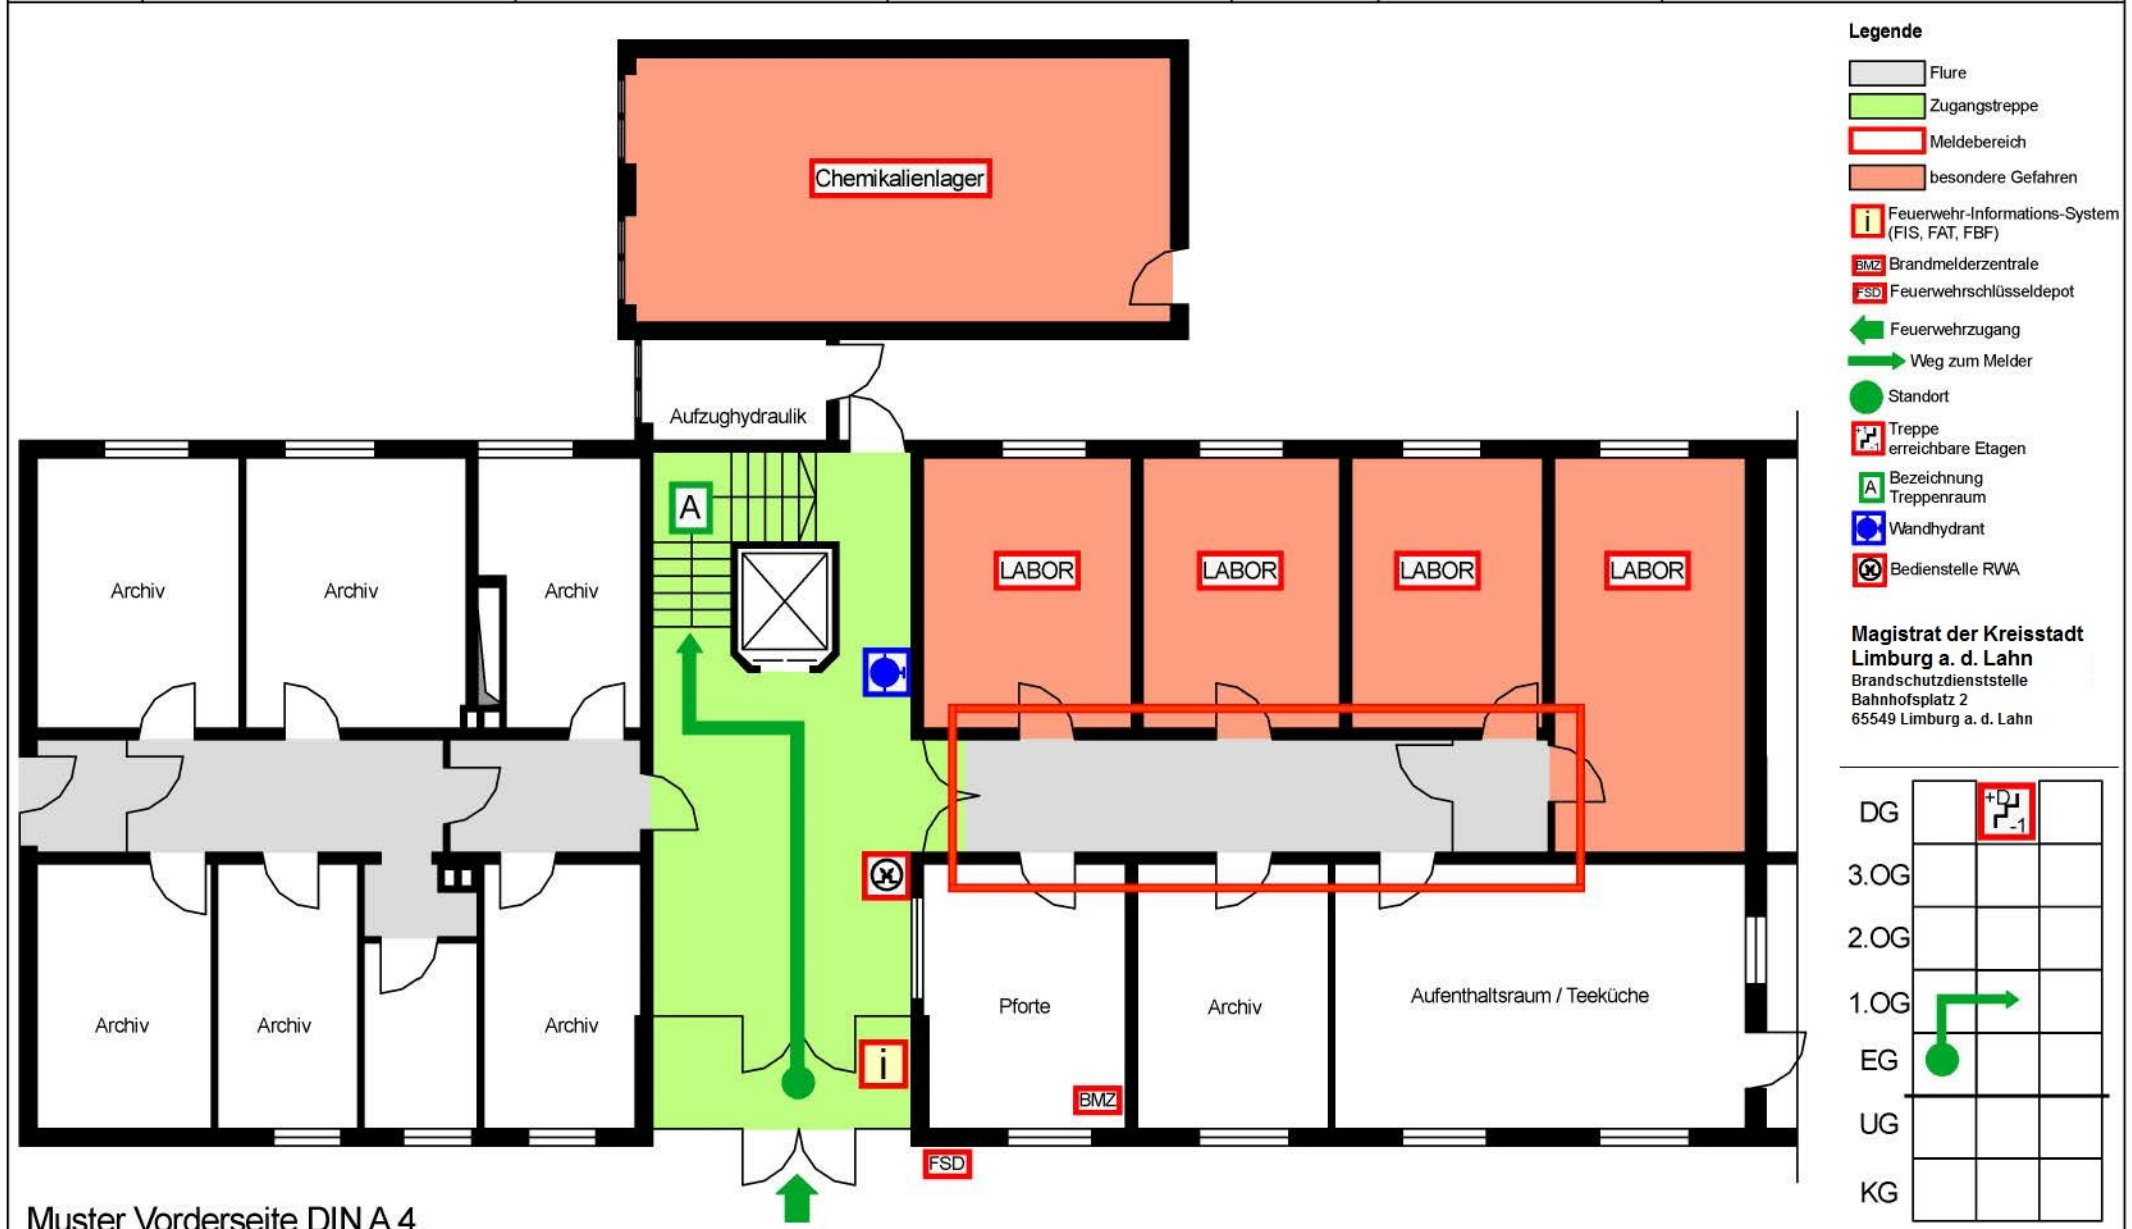 Legende
Flure
Zugangstreppe
Meldebereich
besondere Gefahren
i
Feuerwehr-Informations-System
(FIS, FAT, FBF)
BMZ Brandmelderzentrale
FSD Feuerwehrschlüsseldepot
Feuerwehrzugang
Weg zum Melder
Standort
+1 -1
Treppe
erreichbare Etagen
A
Bezeichnung
Treppenraum
Wandhydrant
Bedienstelle RWA
Magistrat der Kreisstadt
Limburg a. d. Lahn
Brandschutzdienststelle
Bahnhofsplatz 2
65549 Limburg a. d. Lahn
Chemikalienlager
Aufzughydraulik
A
LABOR LABOR LABOR LABOR
Archiv Archiv Archiv
Archiv Archiv Archiv
Pforte Archiv Aufenthaltsraum / Teeküche
i
BMZ
FSD
DG +D -1
3.OG
2.OG
1.OG
EG
UG
KG
Muster Vorderseite DIN A 4